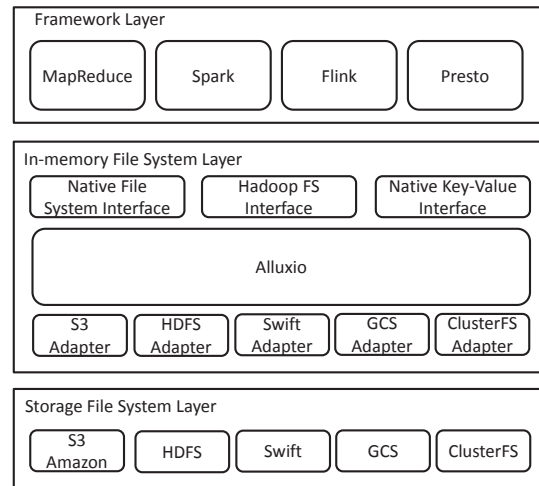 Framework Layer
MapReduce
Spark
Flink
Presto
In-memory File System Layer
Native File
System Interface
Hadoop FS
Interface
Native Key-Value
Interface
Alluxio
S3
Adapter
HDFS
Adapter
Swift
Adapter
GCS
Adapter
ClusterFS
Adapter
Storage File System Layer
S3
Amazon
HDFS
Swift
GCS
ClusterFS